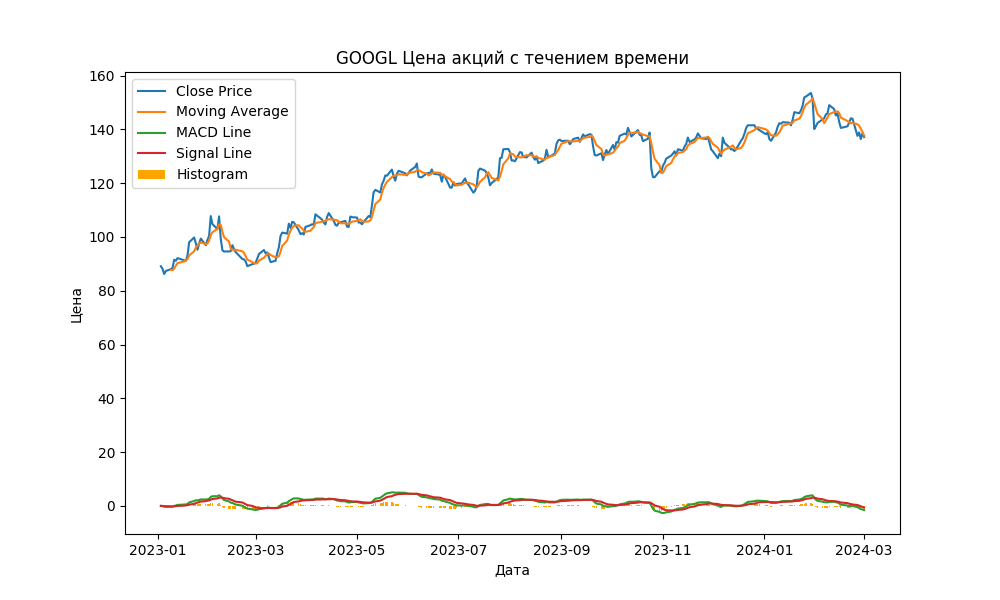 GOOGL Цена акций с течением времени
160
140
120
100
80
60
40
20
0
Цена
Close Price
Moving Average
MACD Line
Signal Line
Histogram
2023-01 2023-03 2023-05 2023-07 2023-09 2023-11 2024-01 2024-03
Дата